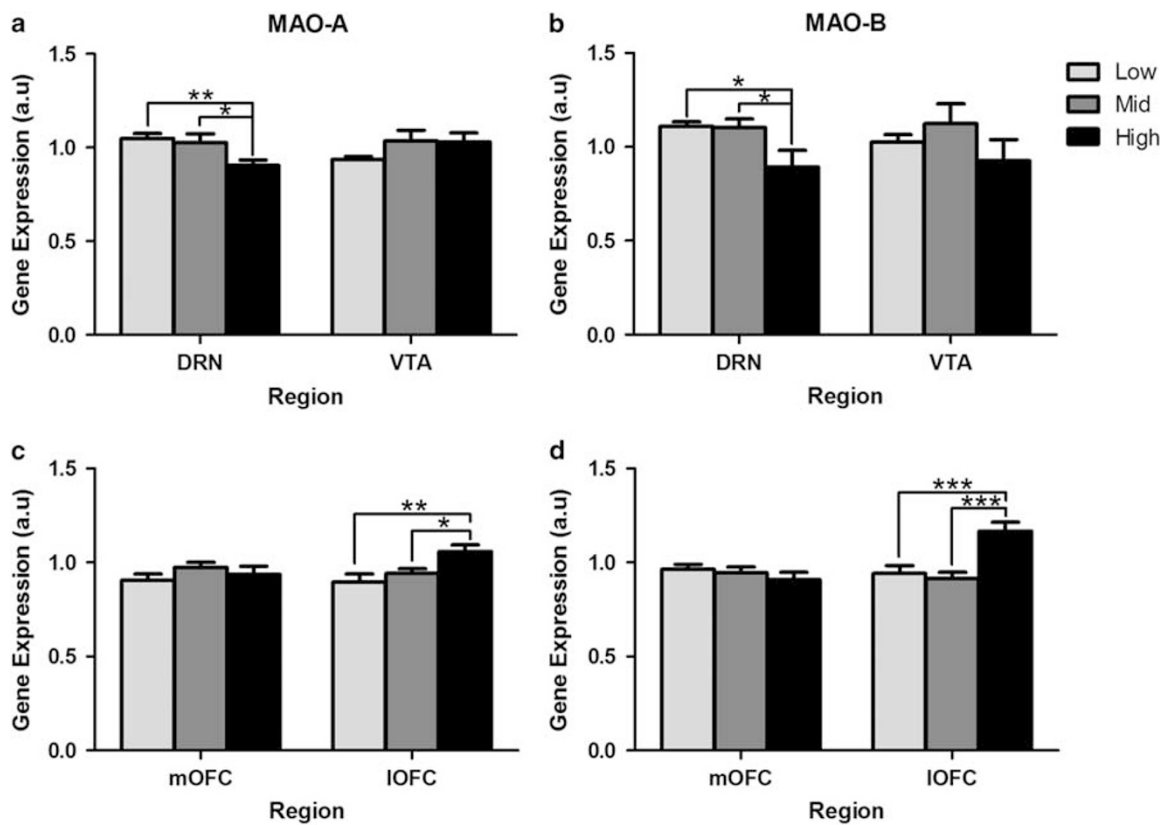 a
MAO-A
Gene Expression (a.u)
1.5
1.0
0.5
0.0
**
*
DRN
VTA
Region
b
MAO-B
Gene Expression (a.u)
1.5
1.0
0.5
0.0
*
*
DRN
VTA
Region
Low
Mid
High
c
Gene Expression (a.u)
1.5
1.0
0.5
0.0
**
*
mOFC
lOFC
Region
d
Gene Expression (a.u)
1.5
1.0
0.5
0.0
***
***
mOFC
lOFC
Region